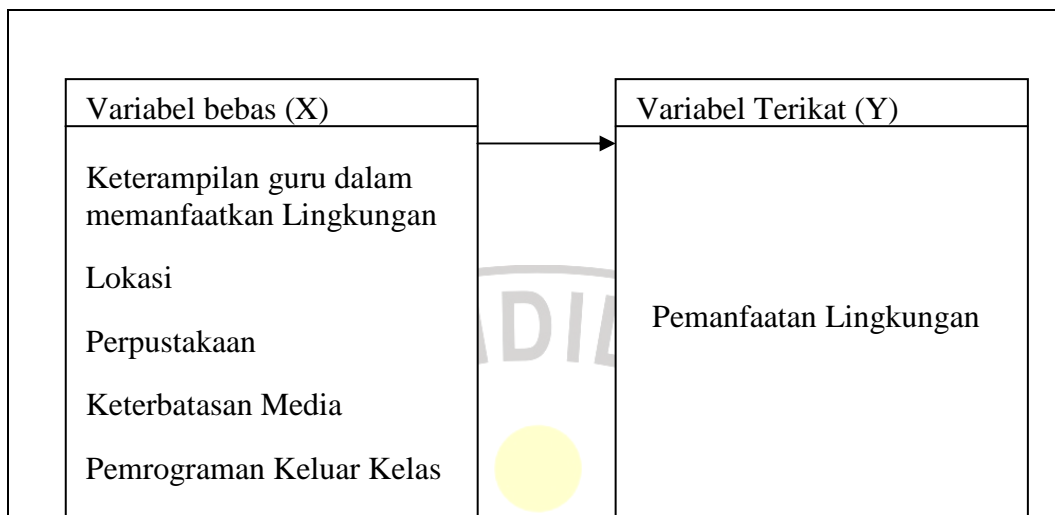 Variabel bebas (X)
Keterampilan guru dalam
memanfaatkan Lingkungan
Lokasi
Perpustakaan
Keterbatasan Media
Pemrograman Keluar Kelas
Variabel Terikat (Y)
Pemanfaatan Lingkungan